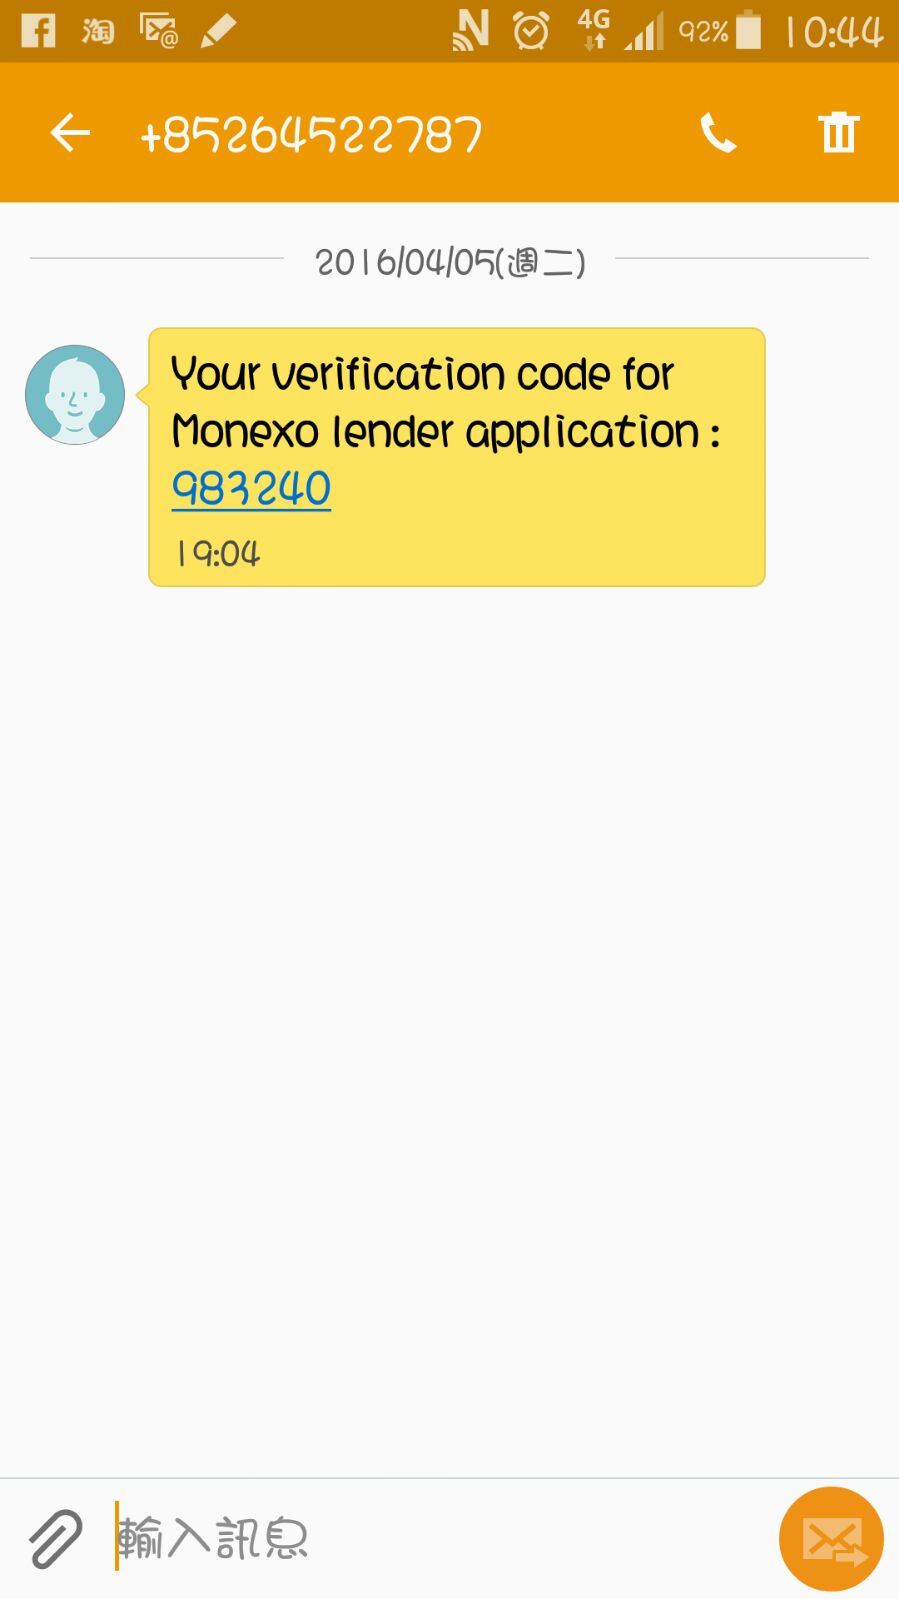 淘 4G 92% 10:44
+85264522787
2016/04/05(週二)
Your verification code for
Monexo lender application :
983240
19:04
輸入訊息